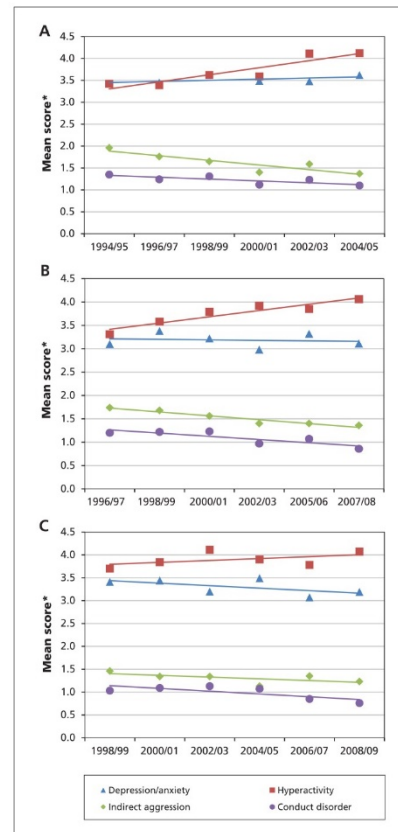 A
4.5
4.0
3.5
3.0
2.5
2.0
1.5
1.0
0.5
0.0
Mean score*
1994/95 1996/97 1998/99 2000/01 2002/03 2004/05
B
4.5
4.0
3.5
3.0
2.5
2.0
1.5
1.0
0.5
0.0
Mean score*
1996/97 1998/99 2000/01 2002/03 2005/06 2007/08
C
4.5
4.0
3.5
3.0
2.5
2.0
1.5
1.0
0.5
0.0
Mean score*
1998/99 2000/01 2002/03 2004/05 2006/07 2008/09
Depression/anxiety Hyperactivity
Indirect aggression Conduct disorder